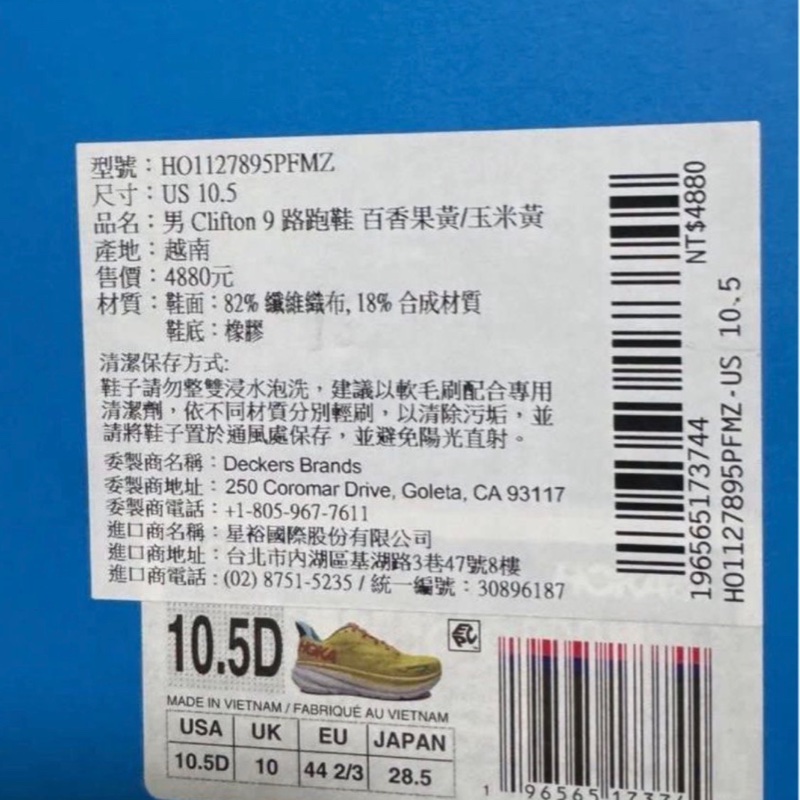 型號：HO1127895PFMZ
尺寸：US 10.5
品名：男 Clifton 9 路跑鞋 百香果黃/玉米黃
產地：越南
售價：4880元
材質：鞋面：82% 纖維織布, 18% 合成材質
鞋底：橡膠
清潔保存方式:
鞋子請勿整雙浸水泡洗，建議以軟毛刷配合專用
清潔劑，依不同材質分別輕刷，以清除污垢，並
請將鞋子置於通風處保存，並避免陽光直射。
委製商名稱：Deckers Brands
委製商地址：250 Coromar Drive, Goleta, CA 93117
委製商電話：+1-805-967-7611
進口商名稱：星裕國際股份有限公司
進口商地址：台北市內湖區基湖路3巷47號8樓
進口商電話：(02) 8751-5235 / 統一編號：30896187
NT$4880
196565173744
HO1127895PFMZ-US 10.5
10.5D
HOKA
MADE IN VIETNAM / FABRIQUÉ AU VIETNAM
USA UK EU JAPAN
10.5D 10 44 2/3 28.5